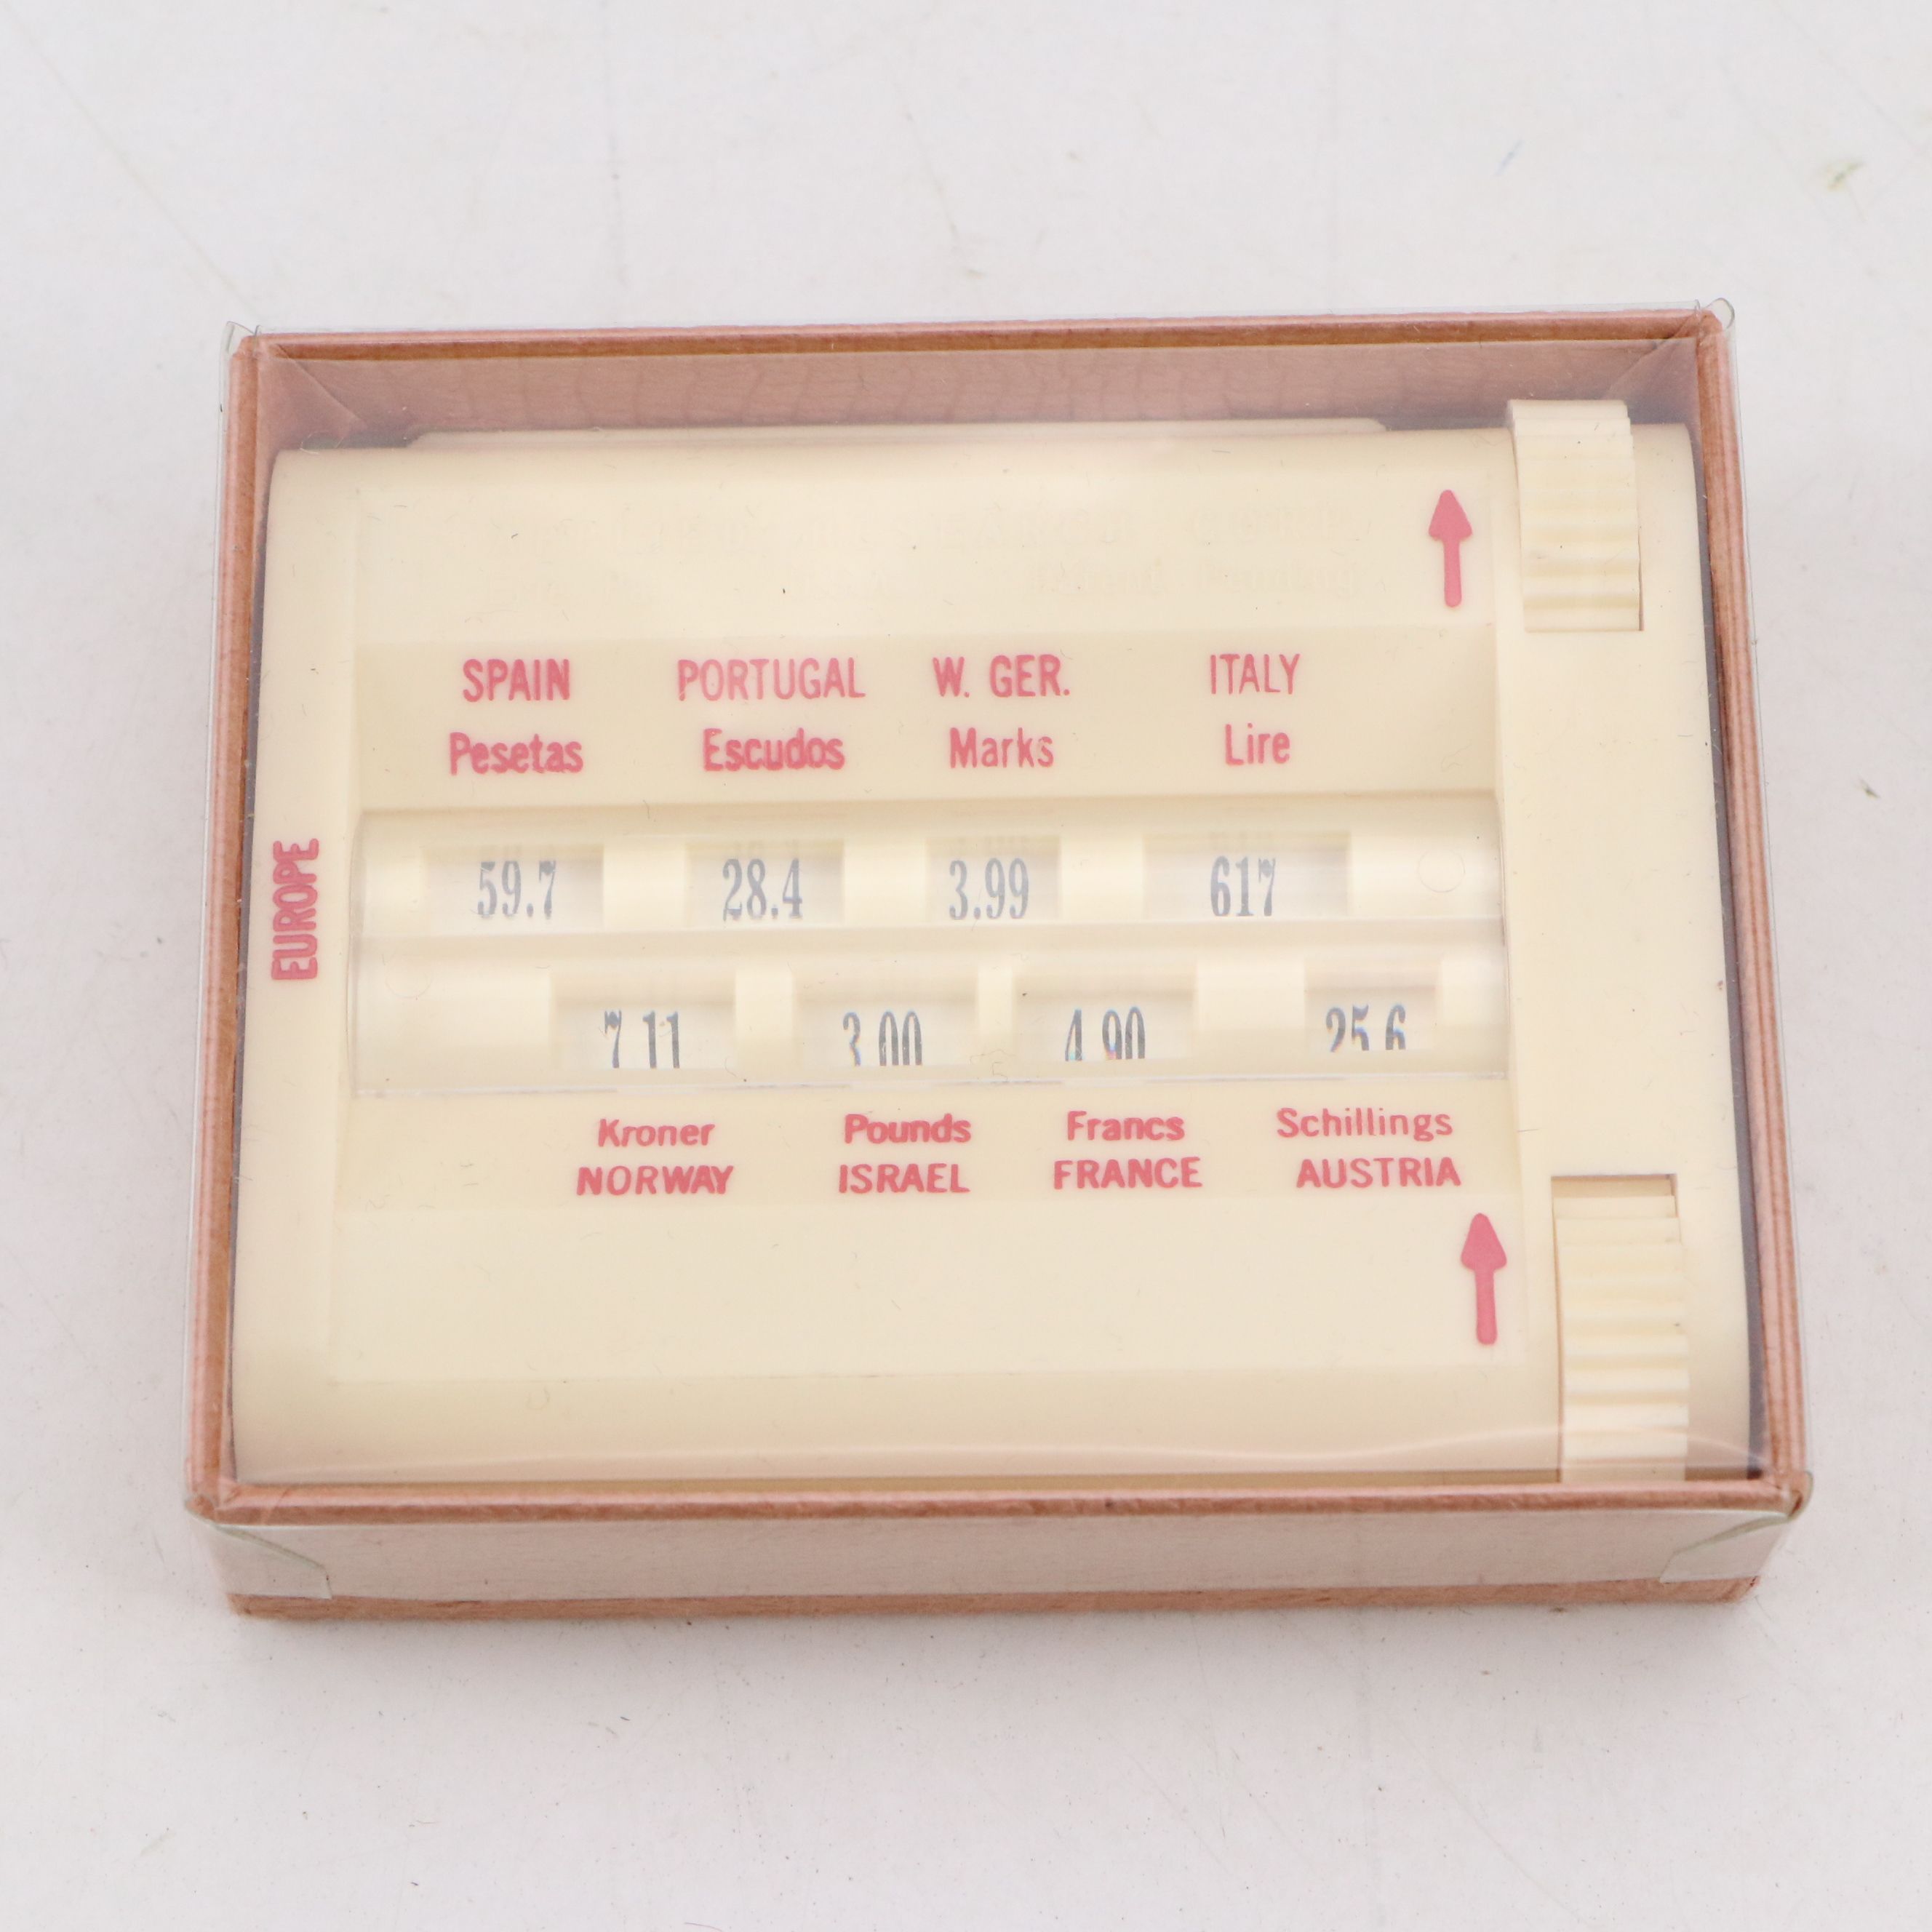 SPAIN PORTUGAL W. GER. ITALY
Pesetas Escudos Marks Lire
EUROPE
59.7 28.4 3.99 617
7.11 3.00 4.90 25.6
Kroner Pounds Francs Schillings
NORWAY ISRAEL FRANCE AUSTRIA